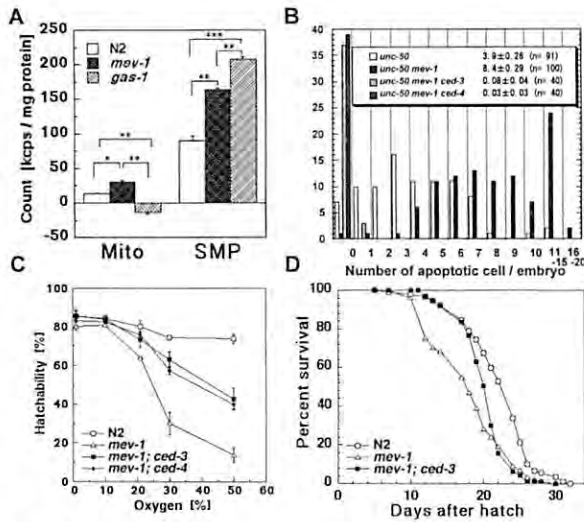 A
N2
mev-1
gas-1
Count [kcps / mg protein]
250
200
150
100
50
0
-50
***
**
**
**
*
**
Mito
SMP
B
40
35
30
25
20
15
10
5
0
unc-50 3.9±0.26 (n= 91)
unc-50 mev-1 8.4±0.29 (n= 100)
unc-50 mev-1 ced-3 0.08±0.04 (n= 40)
unc-50 mev-1 ced-4 0.03±0.03 (n= 40)
0 1 2 3 4 5 6 7 8 9 10 11 16
-15 -20
Number of apoptotic cell / embryo
C
Hatchability [%]
100
80
60
40
20
0
N2
mev-1
mev-1; ced-3
mev-1; ced-4
0 10 20 30 40 50 60
Oxygen [%]
D
Percent survival
100
80
60
40
20
0
N2
mev-1
mev-1; ced-3
0 10 20 30
Days after hatch